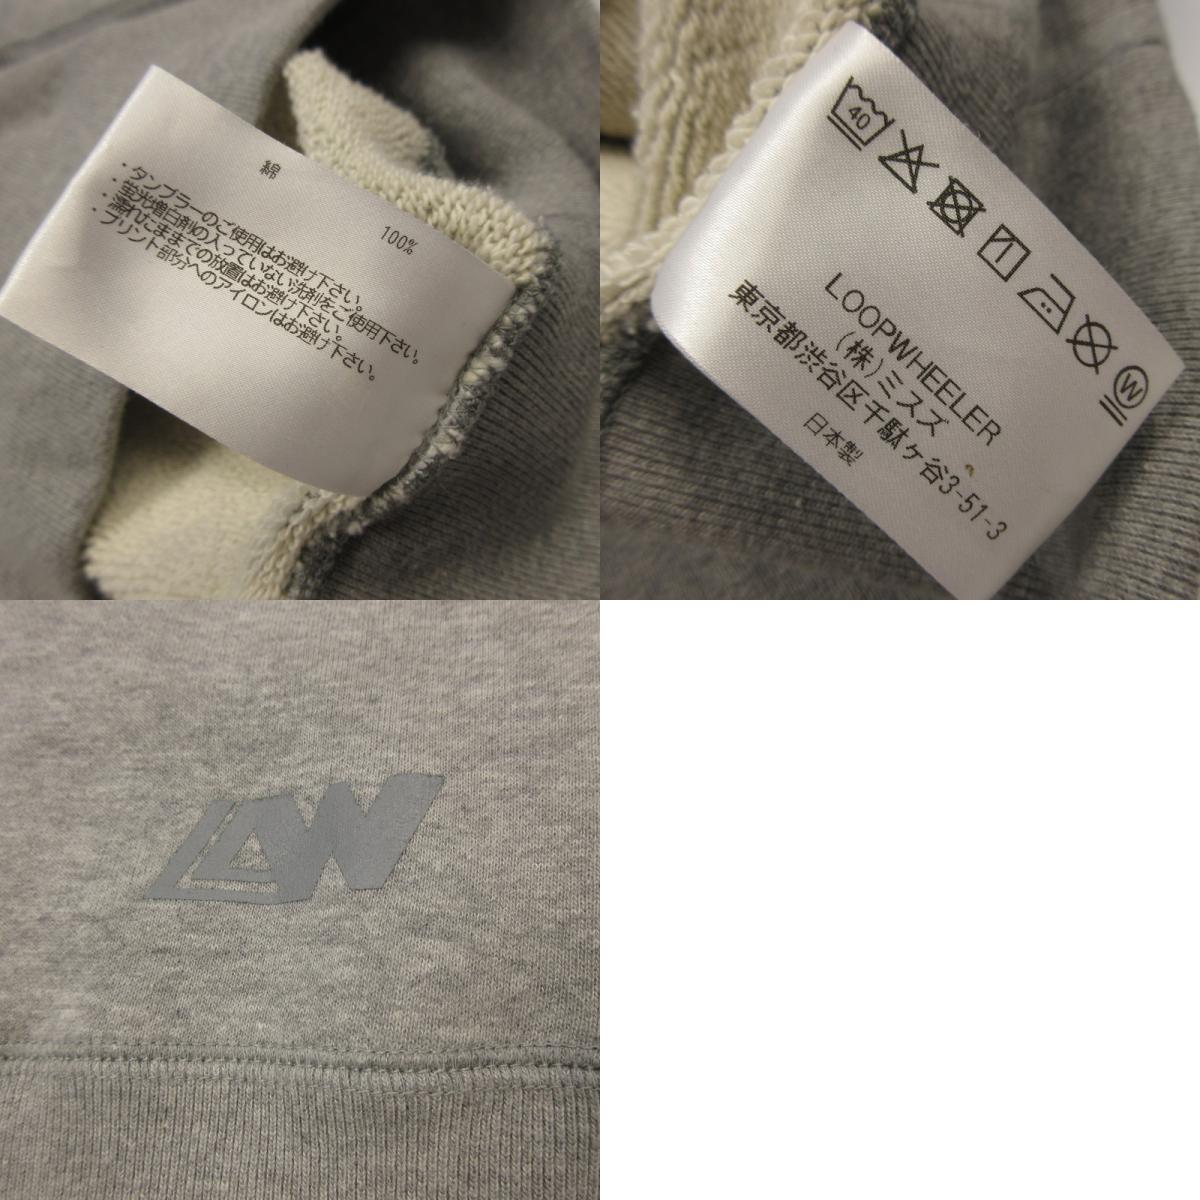 綿 100%
・タンブラーのご使用はお避け下さい。
・蛍光増白剤の入っていない洗剤をご使用下さい。
・濡れたままでの放置はお避け下さい。
・プリント部分へのアイロンはお避け下さい。
40
W
LOOPWHEELER
(株)ミスズ
東京都渋谷区千駄ヶ谷3-51-3
日本製
LW